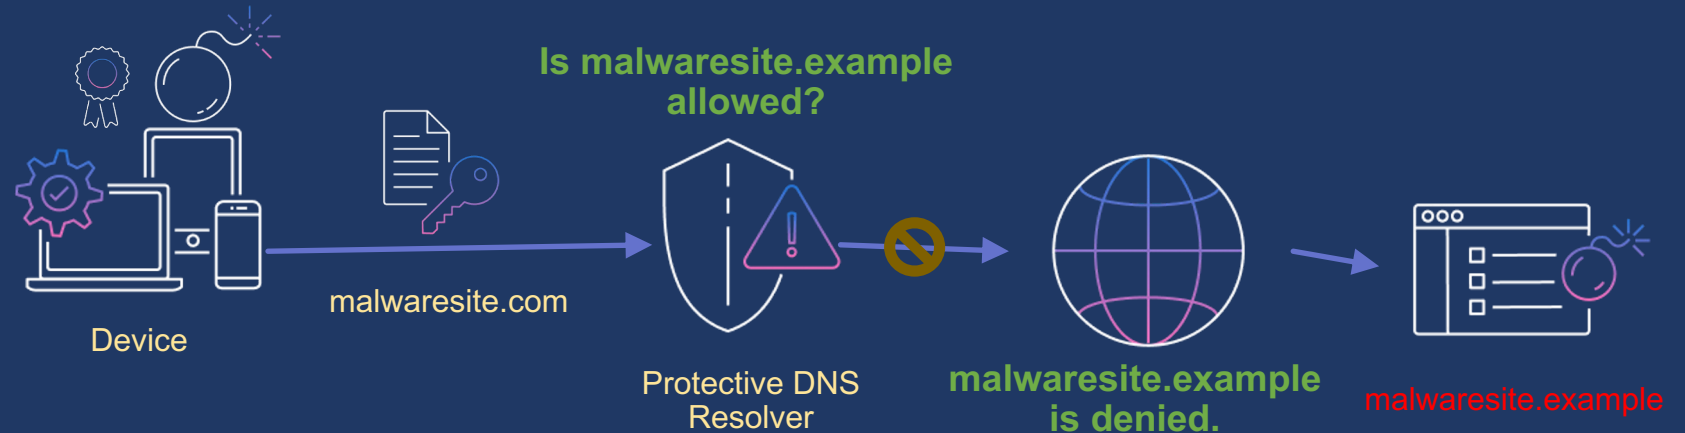 Is malwaresite.example
allowed?
malwaresite.com
Device
Protective DNS
Resolver
malwaresite.example
is denied.
malwaresite.example